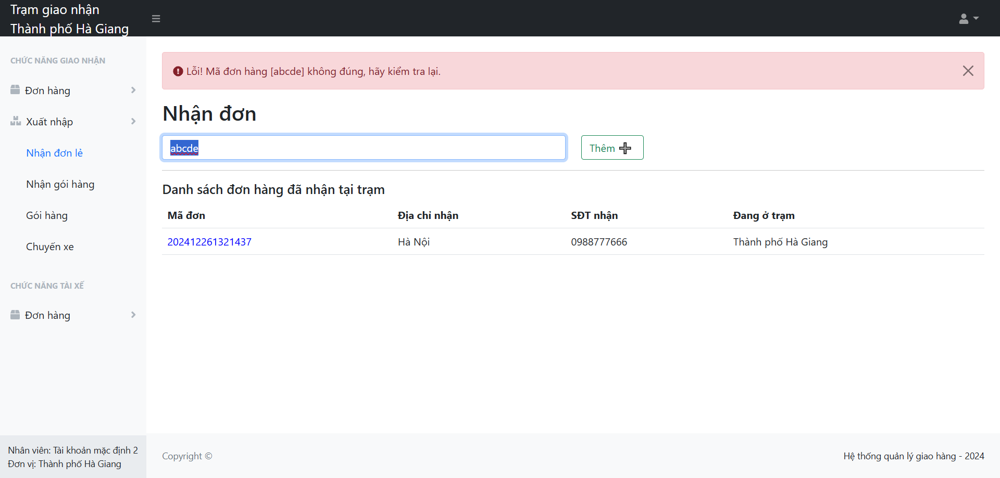 Trạm giao nhận
Thành phố Hà Giang
CHỨC NĂNG GIAO NHẬN
Đơn hàng
Xuất nhập
Nhận đơn lẻ
Nhận gói hàng
Gói hàng
Chuyến xe
CHỨC NĂNG TÀI XẾ
Đơn hàng
Nhân viên: Tài khoản mặc định 2
Đơn vị: Thành phố Hà Giang
Lỗi! Mã đơn hàng [abcde] không đúng, hãy kiểm tra lại.
Nhận đơn
abcde
Thêm
Danh sách đơn hàng đã nhận tại trạm
Mã đơn Địa chỉ nhận SĐT nhận Đang ở trạm
202412261321437 Hà Nội 0988777666 Thành phố Hà Giang
Copyright © Hệ thống quản lý giao hàng - 2024